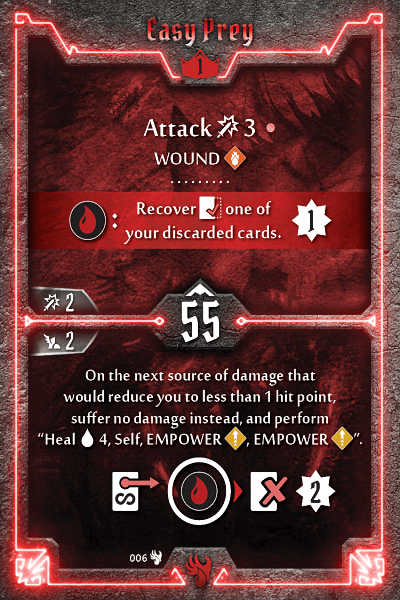 Easy Prey
1
Attack 3
WOUND
: Recover one of
your discarded cards.
1
2
55
2
On the next source of damage that
would reduce you to less than 1 hit point,
suffer no damage instead, and perform
“Heal 4, Self, EMPOWER , EMPOWER ”.
S
2
006